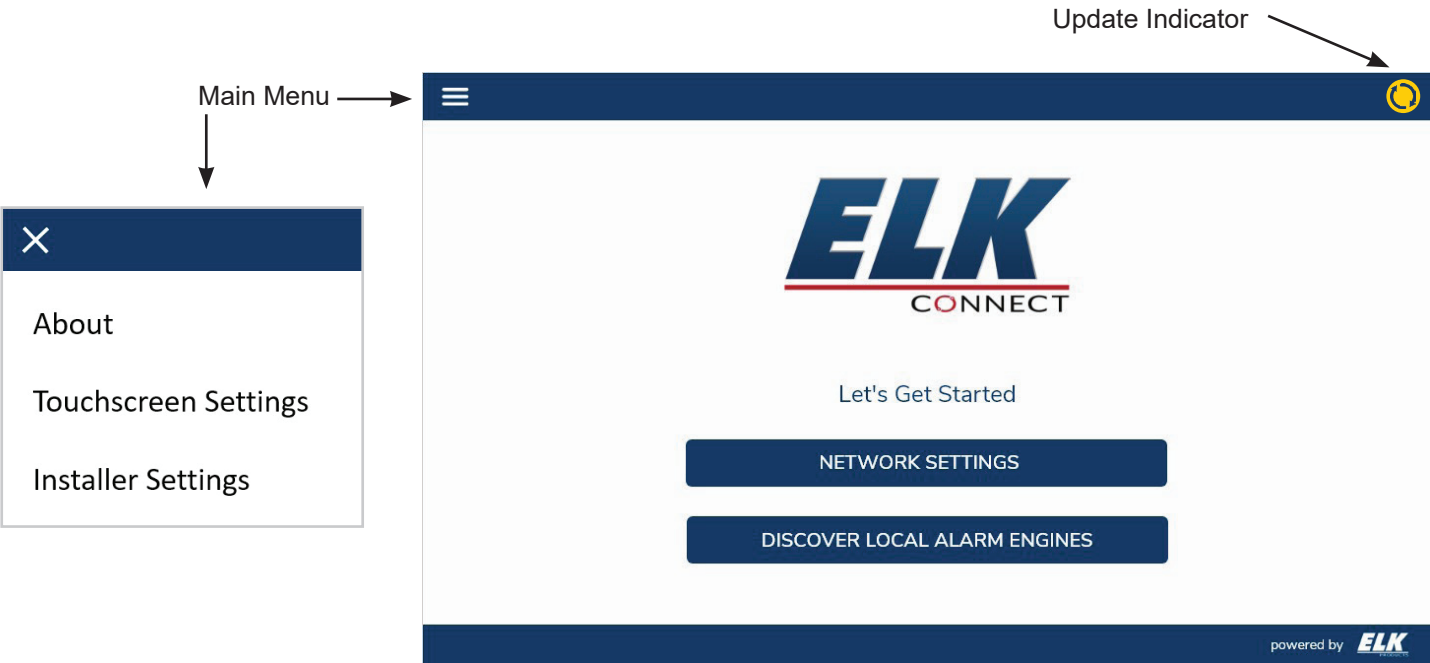 Update Indicator
Main Menu
ELK
CONNECT
About
Touchscreen Settings
Installer Settings
Let's Get Started
NETWORK SETTINGS
DISCOVER LOCAL ALARM ENGINES
powered by ELK
PRODUCTS